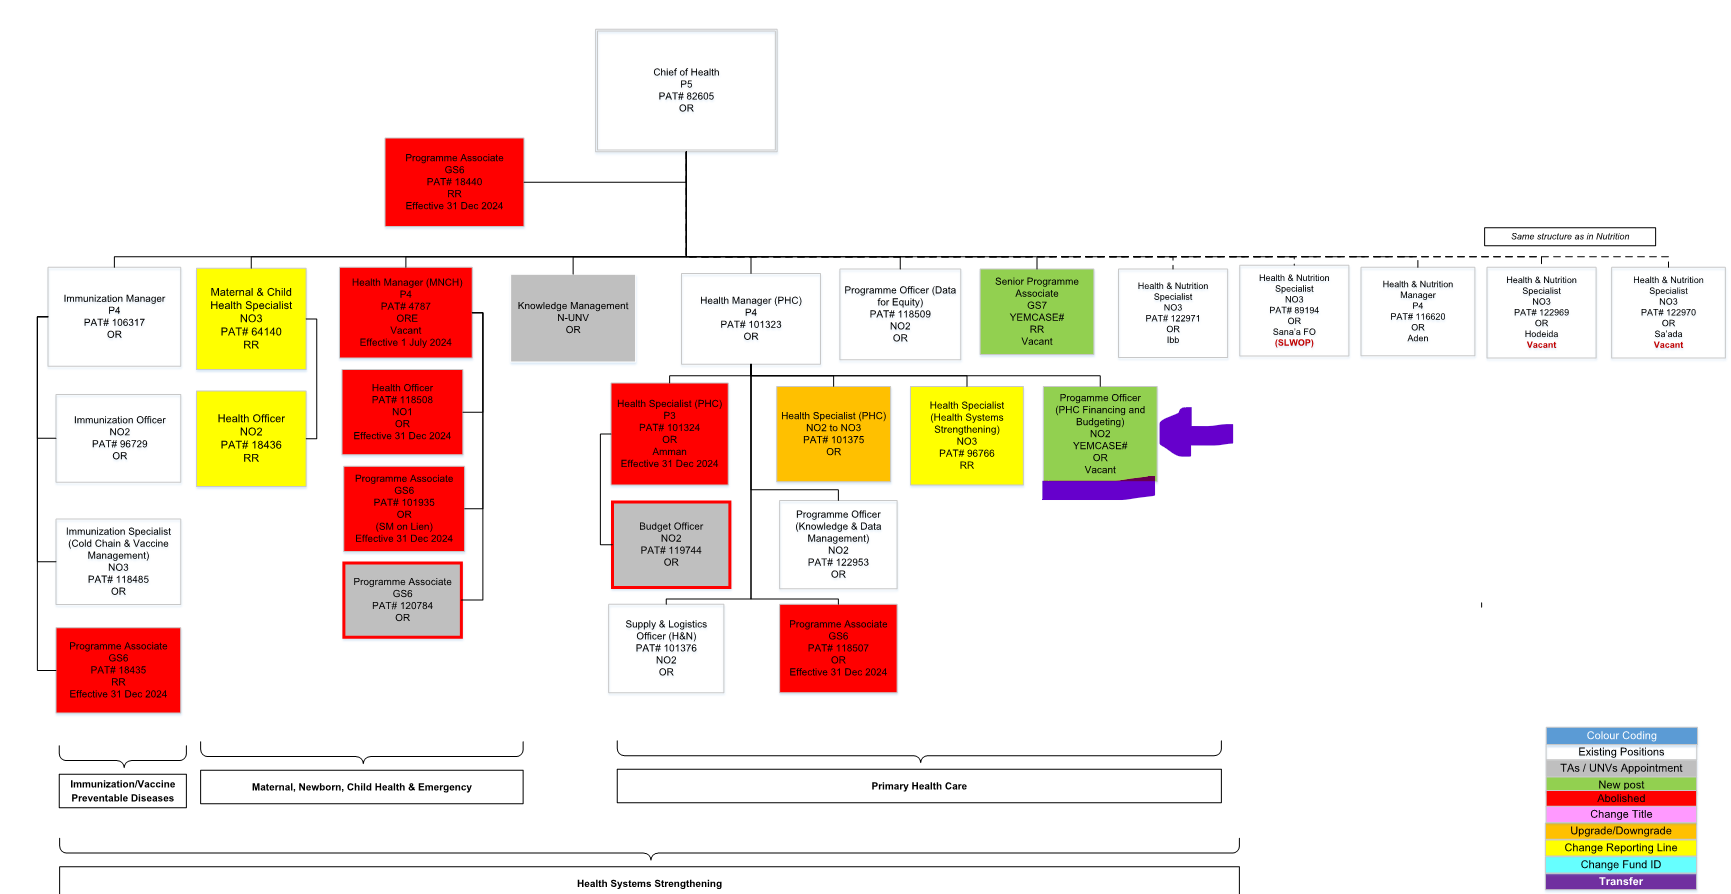 Chief of Health
P5
PAT# 82605
OR
Programme Associate
GS6
PAT# 18440
RR
Effective 31 Dec 2024
Same structure as in Nutrition
Immunization Manager
P4
PAT# 106317
OR
Maternal & Child
Health Specialist
NO3
PAT# 64140
RR
Health Manager (MNCH)
P4
PAT# 4787
ORE
Vacant
Effective 1 July 2024
Knowledge Management
N-UNV
OR
Health Manager (PHC)
P4
PAT# 101323
OR
Programme Officer (Data
for Equity)
PAT# 118509
NO2
OR
Senior Programme
Associate
GS7
YEMCASE#
RR
Vacant
Health & Nutrition
Specialist
NO3
PAT# 122971
OR
Ibb
Health & Nutrition
Specialist
NO3
PAT# 89194
OR
Sana'a FO
(SLWOP)
Health & Nutrition
Manager
P4
PAT# 116620
OR
Aden
Health & Nutrition
Specialist
NO3
PAT# 122969
OR
Hodeida
Vacant
Health & Nutrition
Specialist
NO3
PAT# 122970
OR
Sa'ada
Vacant
Immunization Officer
NO2
PAT# 96729
OR
Health Officer
NO2
PAT# 18436
RR
Health Officer
PAT# 118508
NO1
OR
Effective 31 Dec 2024
Health Specialist (PHC)
P3
PAT# 101324
OR
Amman
Effective 31 Dec 2024
Health Specialist (PHC)
NO2 to NO3
PAT# 101375
OR
Health Specialist
(Health Systems
Strengthening)
NO3
PAT# 96766
RR
Progamme Officer
(PHC Financing and
Budgeting)
NO2
YEMCASE#
OR
Vacant
Immunization Specialist
(Cold Chain & Vaccine
Management)
NO3
PAT# 118485
OR
Programme Associate
GS6
PAT# 101935
OR
(SM on Lien)
Effective 31 Dec 2024
Budget Officer
NO2
PAT# 119744
OR
Programme Officer
(Knowledge & Data
Management)
NO2
PAT# 122953
OR
Programme Associate
GS6
PAT# 120784
OR
Programme Associate
GS6
PAT# 18435
RR
Effective 31 Dec 2024
Supply & Logistics
Officer (H&N)
PAT# 101376
NO2
OR
Programme Associate
GS6
PAT# 118507
OR
Effective 31 Dec 2024
Immunization/Vaccine
Preventable Diseases
Maternal, Newborn, Child Health & Emergency
Primary Health Care
Health Systems Strengthening
Colour Coding
Existing Positions
TAs / UNVs Appointment
New post
Abolished
Change Title
Upgrade/Downgrade
Change Reporting Line
Change Fund ID
Transfer